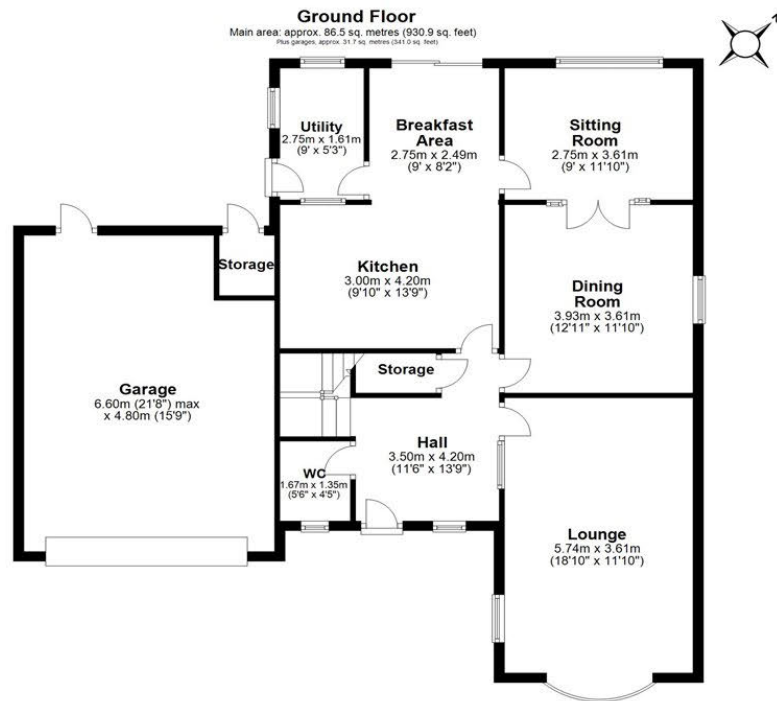 Ground Floor
Main area: approx. 86.5 sq. metres (930.9 sq. feet)
Plus garages, approx. 31.7 sq. metres (341.0 sq. feet)
Utility
2.75m x 1.61m
(9' x 5'3")
Breakfast
Area
2.75m x 2.49m
(9' x 8'2")
Sitting
Room
2.75m x 3.61m
(9' x 11'10")
Storage
Kitchen
3.00m x 4.20m
(9'10" x 13'9")
Dining
Room
3.93m x 3.61m
(12'11" x 11'10")
Storage
Garage
6.60m (21'8") max
x 4.80m (15'9")
Hall
3.50m x 4.20m
(11'6" x 13'9")
WC
1.67m x 1.35m
(5'6" x 4'5")
Lounge
5.74m x 3.61m
(18'10" x 11'10")